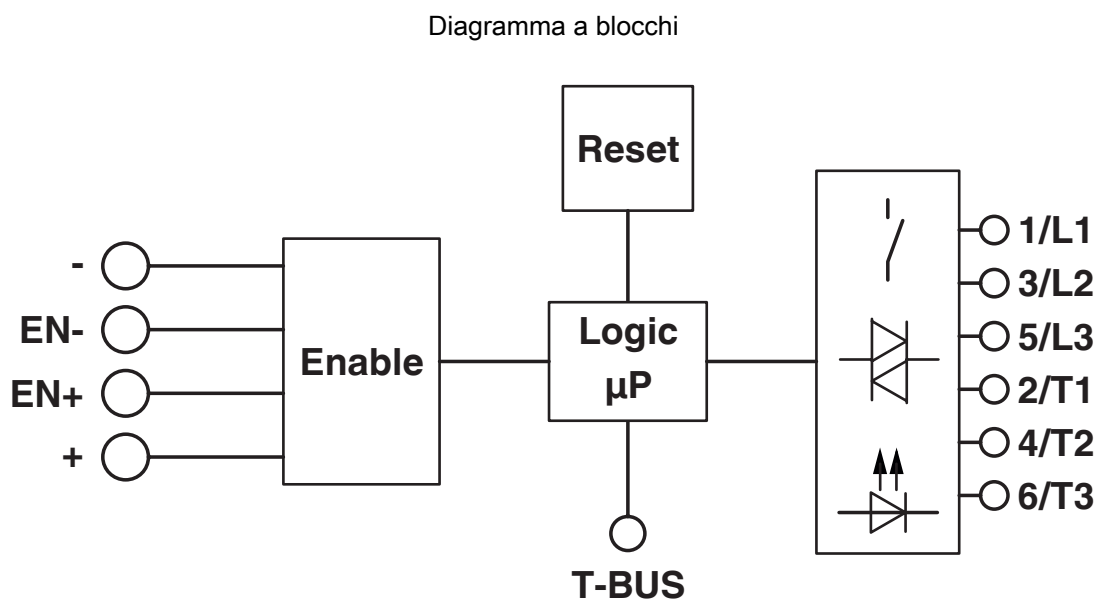 Diagramma a blocchi
Reset
-
EN-
EN+
+
Enable
Logic
µP
T-BUS
1/L1
3/L2
5/L3
2/T1
4/T2
6/T3